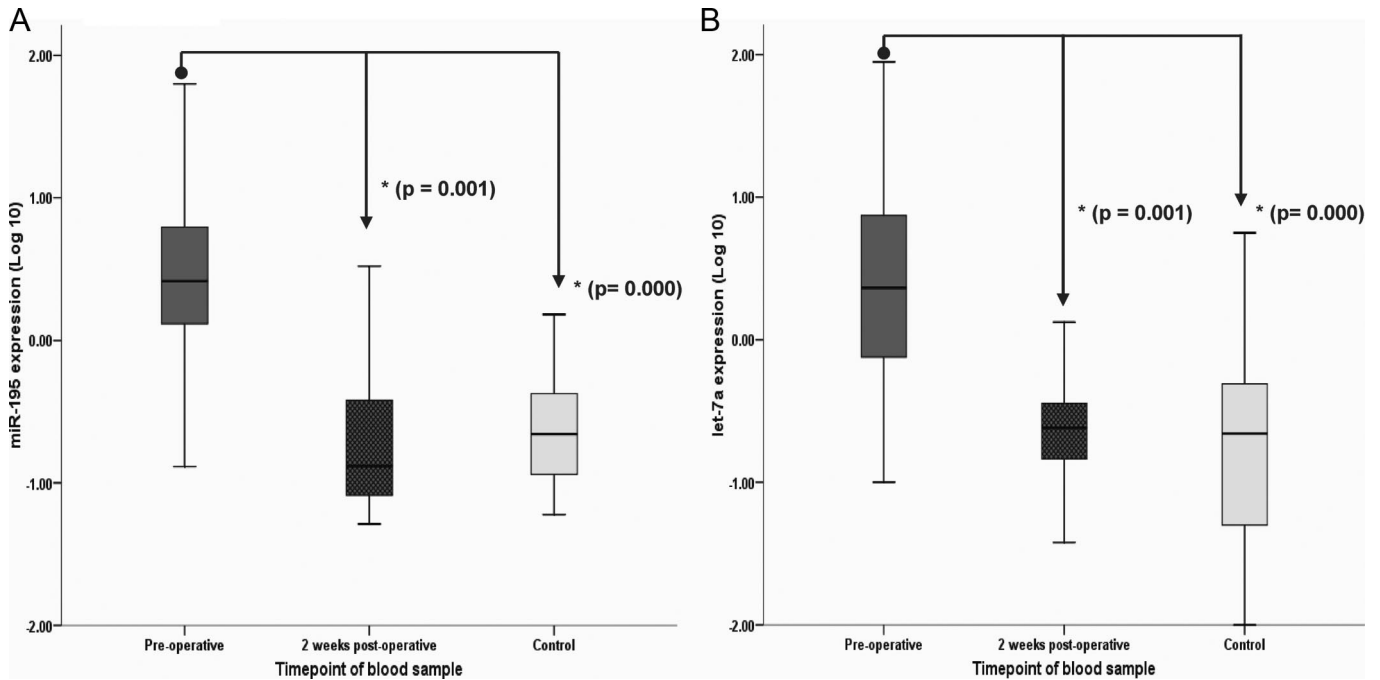 A
miR-195 expression (Log 10)
2.00
1.00
0.00
-1.00
-2.00
* (p = 0.001)
* (p= 0.000)
Pre-operative
2 weeks post-operative
Control
Timepoint of blood sample
B
let-7a expression (Log 10)
2.00
1.00
0.00
-1.00
-2.00
* (p = 0.001)
* (p= 0.000)
Pre-operative
2 weeks post-operative
Control
Timepoint of blood sample